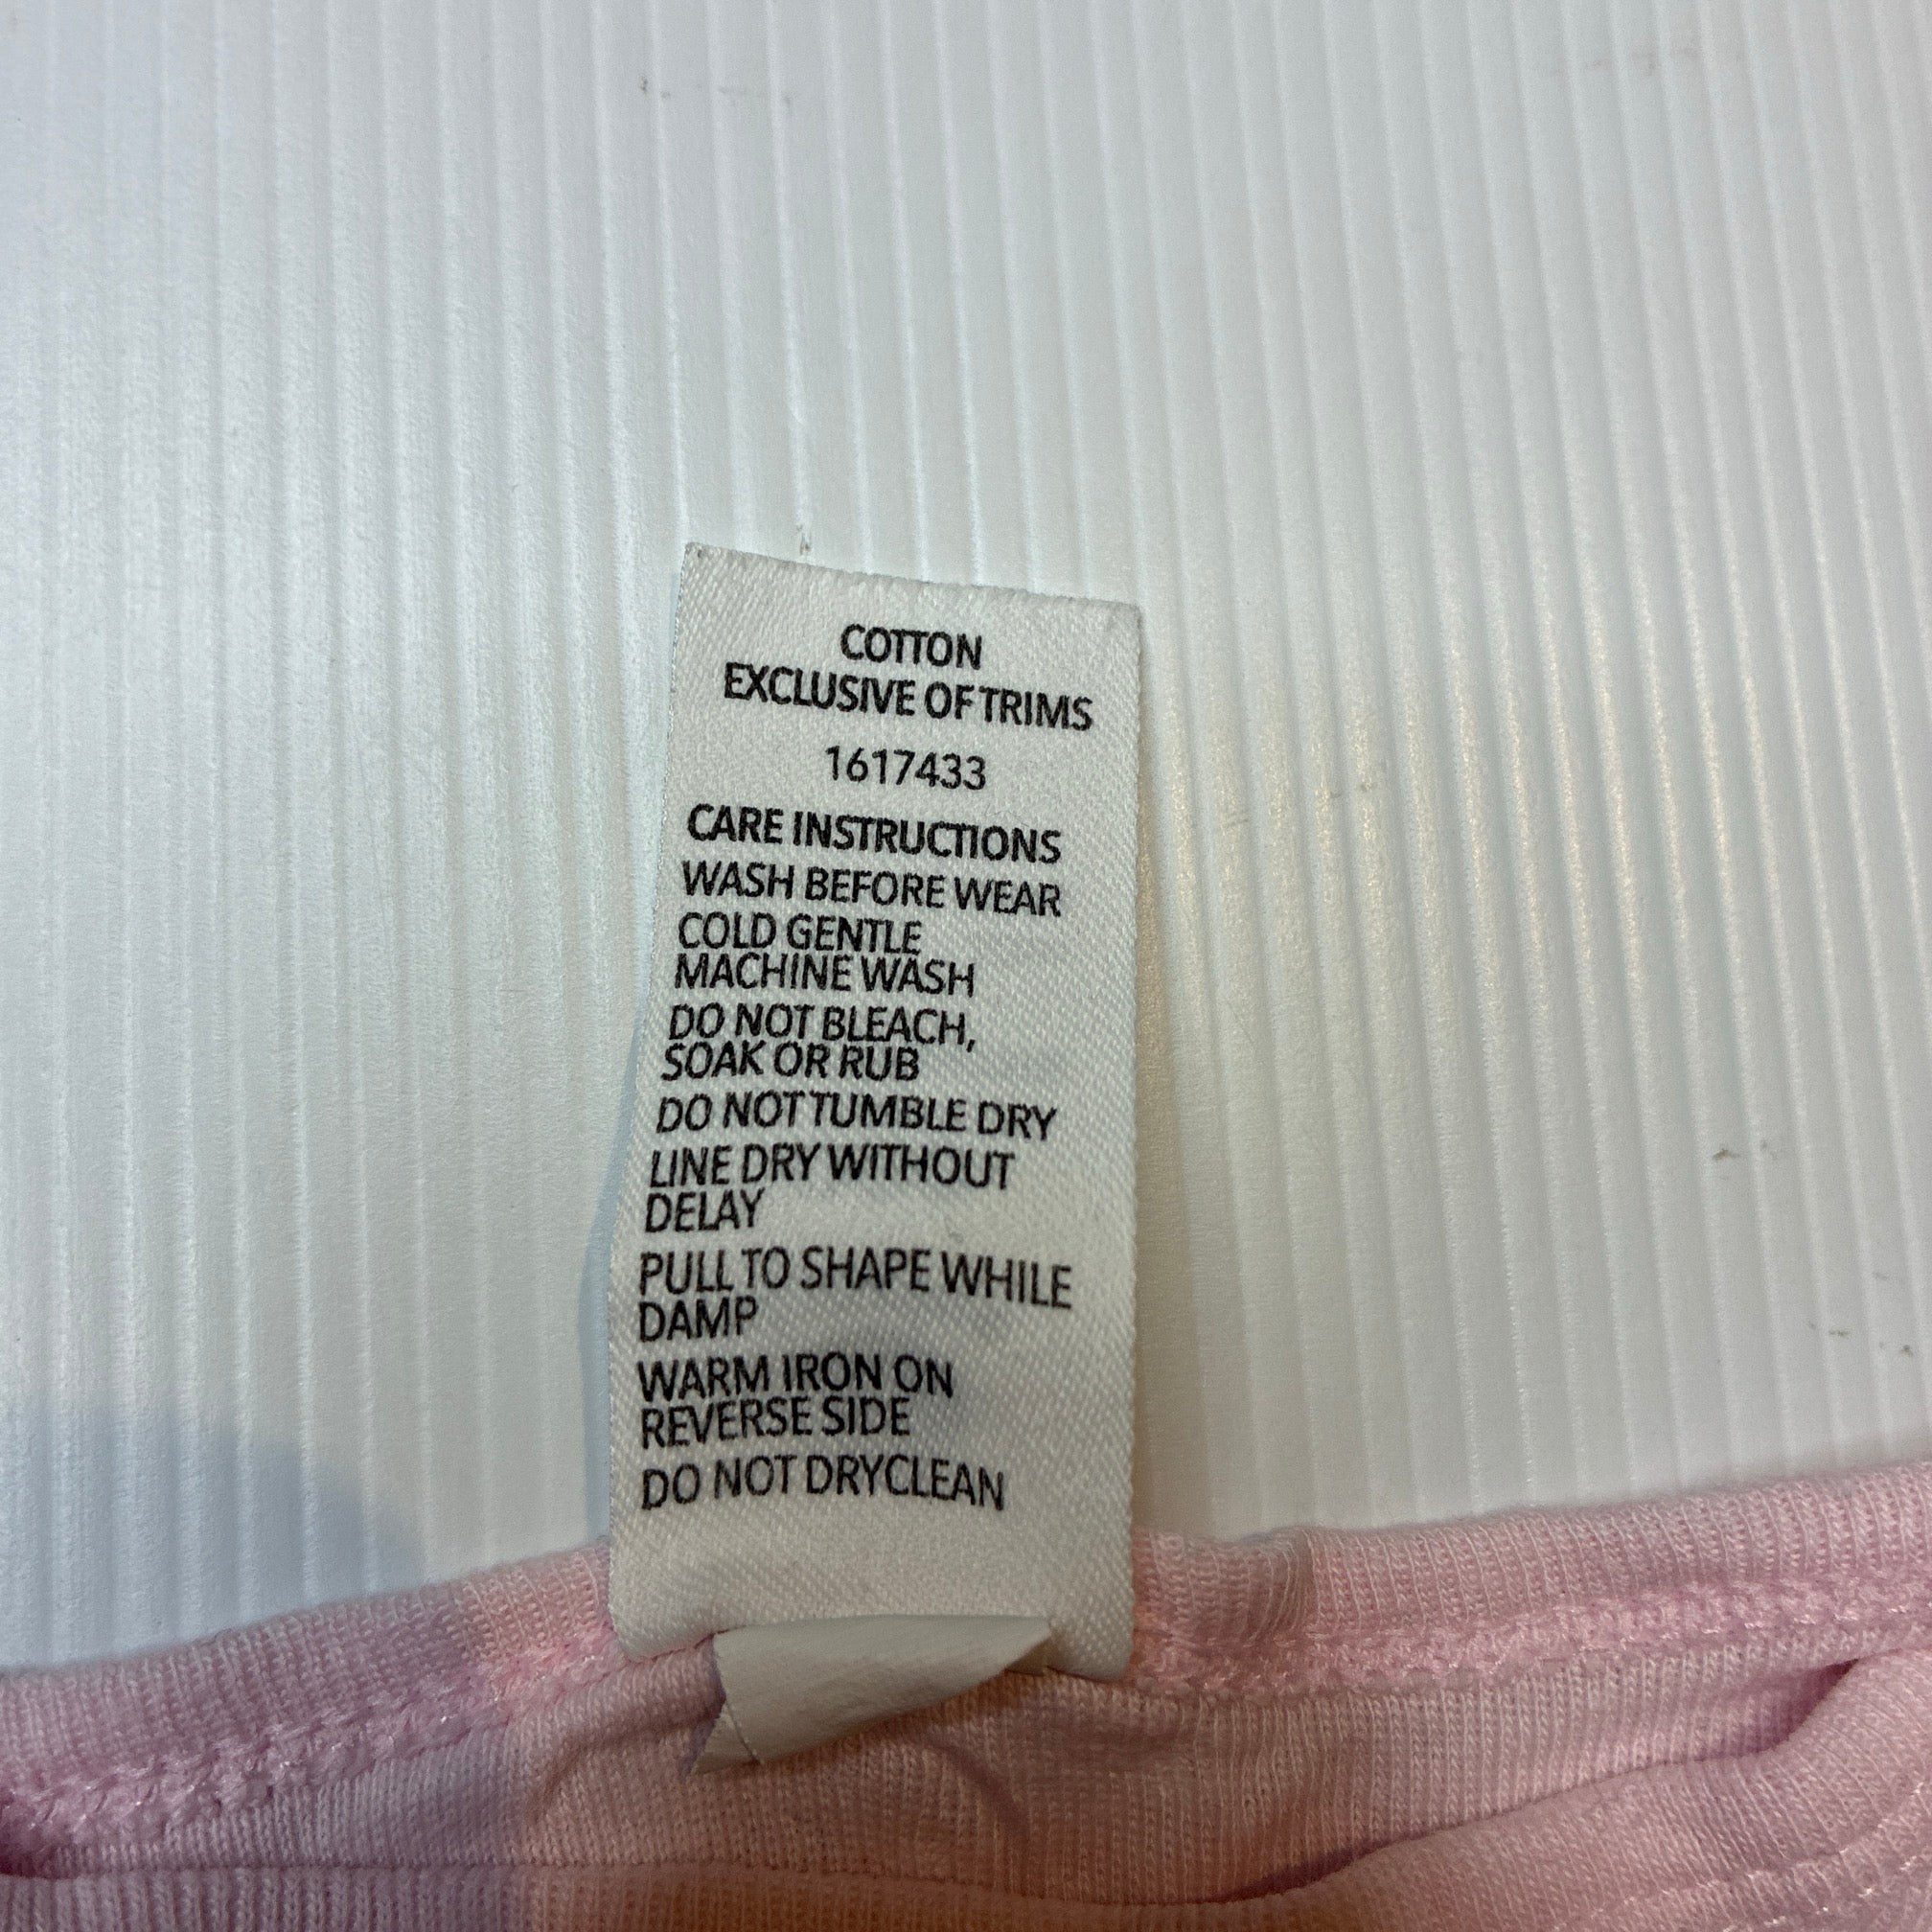 COTTON
EXCLUSIVE OF TRIMS
1617433
CARE INSTRUCTIONS
WASH BEFORE WEAR
COLD GENTLE
MACHINE WASH
DO NOT BLEACH,
SOAK OR RUB
DO NOT TUMBLE DRY
LINE DRY WITHOUT
DELAY
PULL TO SHAPE WHILE
DAMP
WARM IRON ON
REVERSE SIDE
DO NOT DRYCLEAN